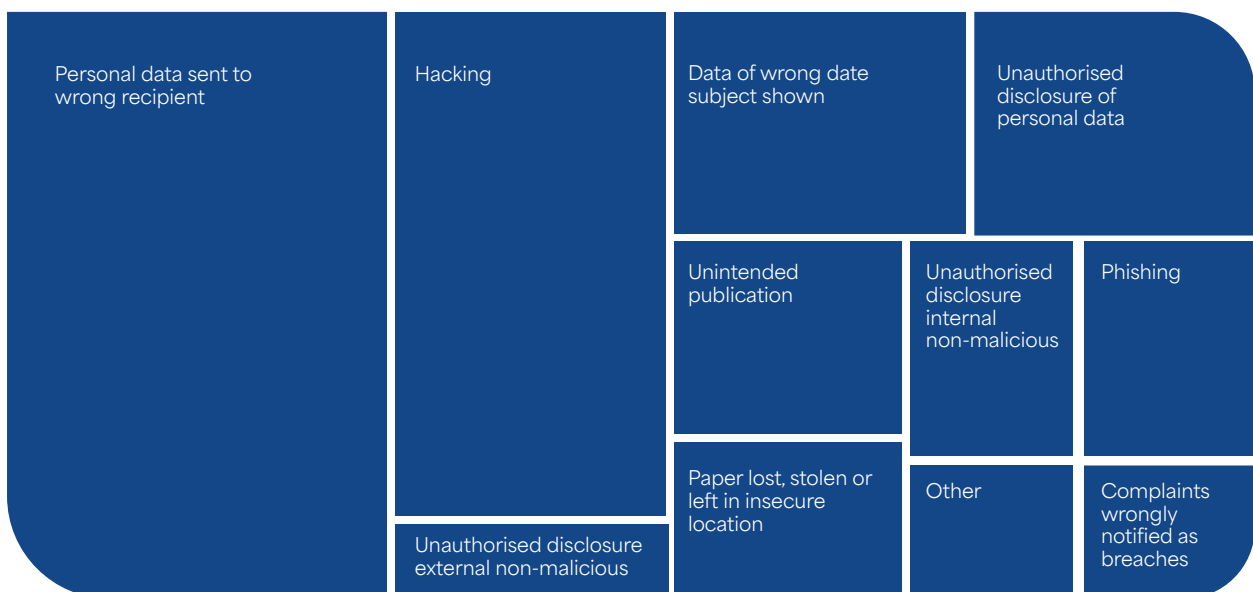 Personal data sent to
wrong recipient
Hacking
Data of wrong date
subject shown
Unauthorised
disclosure of
personal data
Unintended
publication
Unauthorised
disclosure
internal
non-malicious
Phishing
Paper lost, stolen or
left in insecure
location
Other
Complaints
wrongly
notified as
breaches
Unauthorised disclosure
external non-malicious